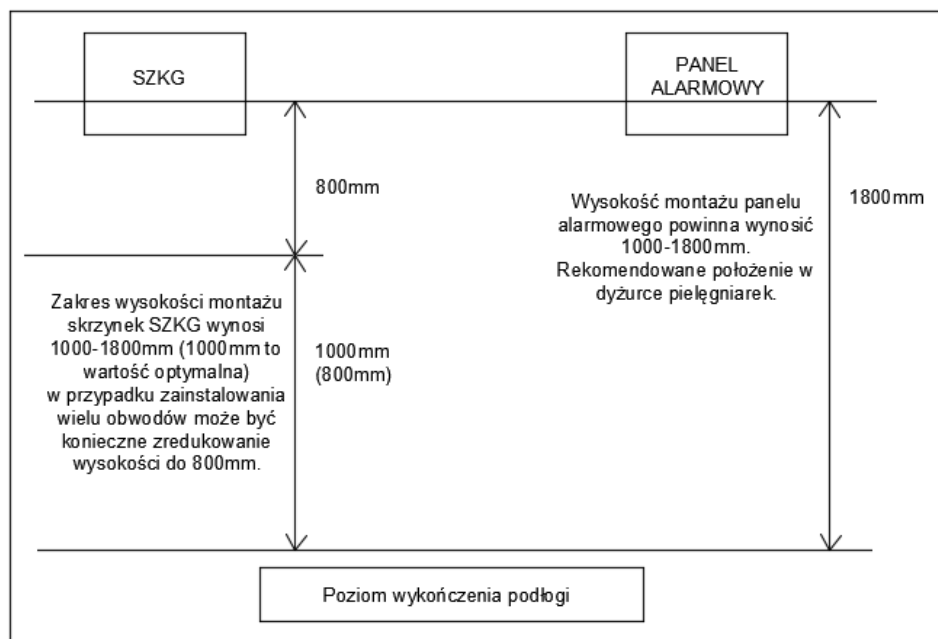 SZKG
PANEL
ALARMOWY
800mm
1800mm
Wysokość montażu panelu
alarmowego powinna wynosić
1000-1800mm.
Rekomendowane położenie w
dyżurce pielęgniarek.
Zakres wysokości montażu
skrzynek SZKG wynosi
1000-1800mm (1000mm to
wartość optymalna)
w przypadku zainstalowania
wielu obwodów może być
konieczne zredukowanie
wysokości do 800mm.
1000mm
(800mm)
Poziom wykończenia podłogi